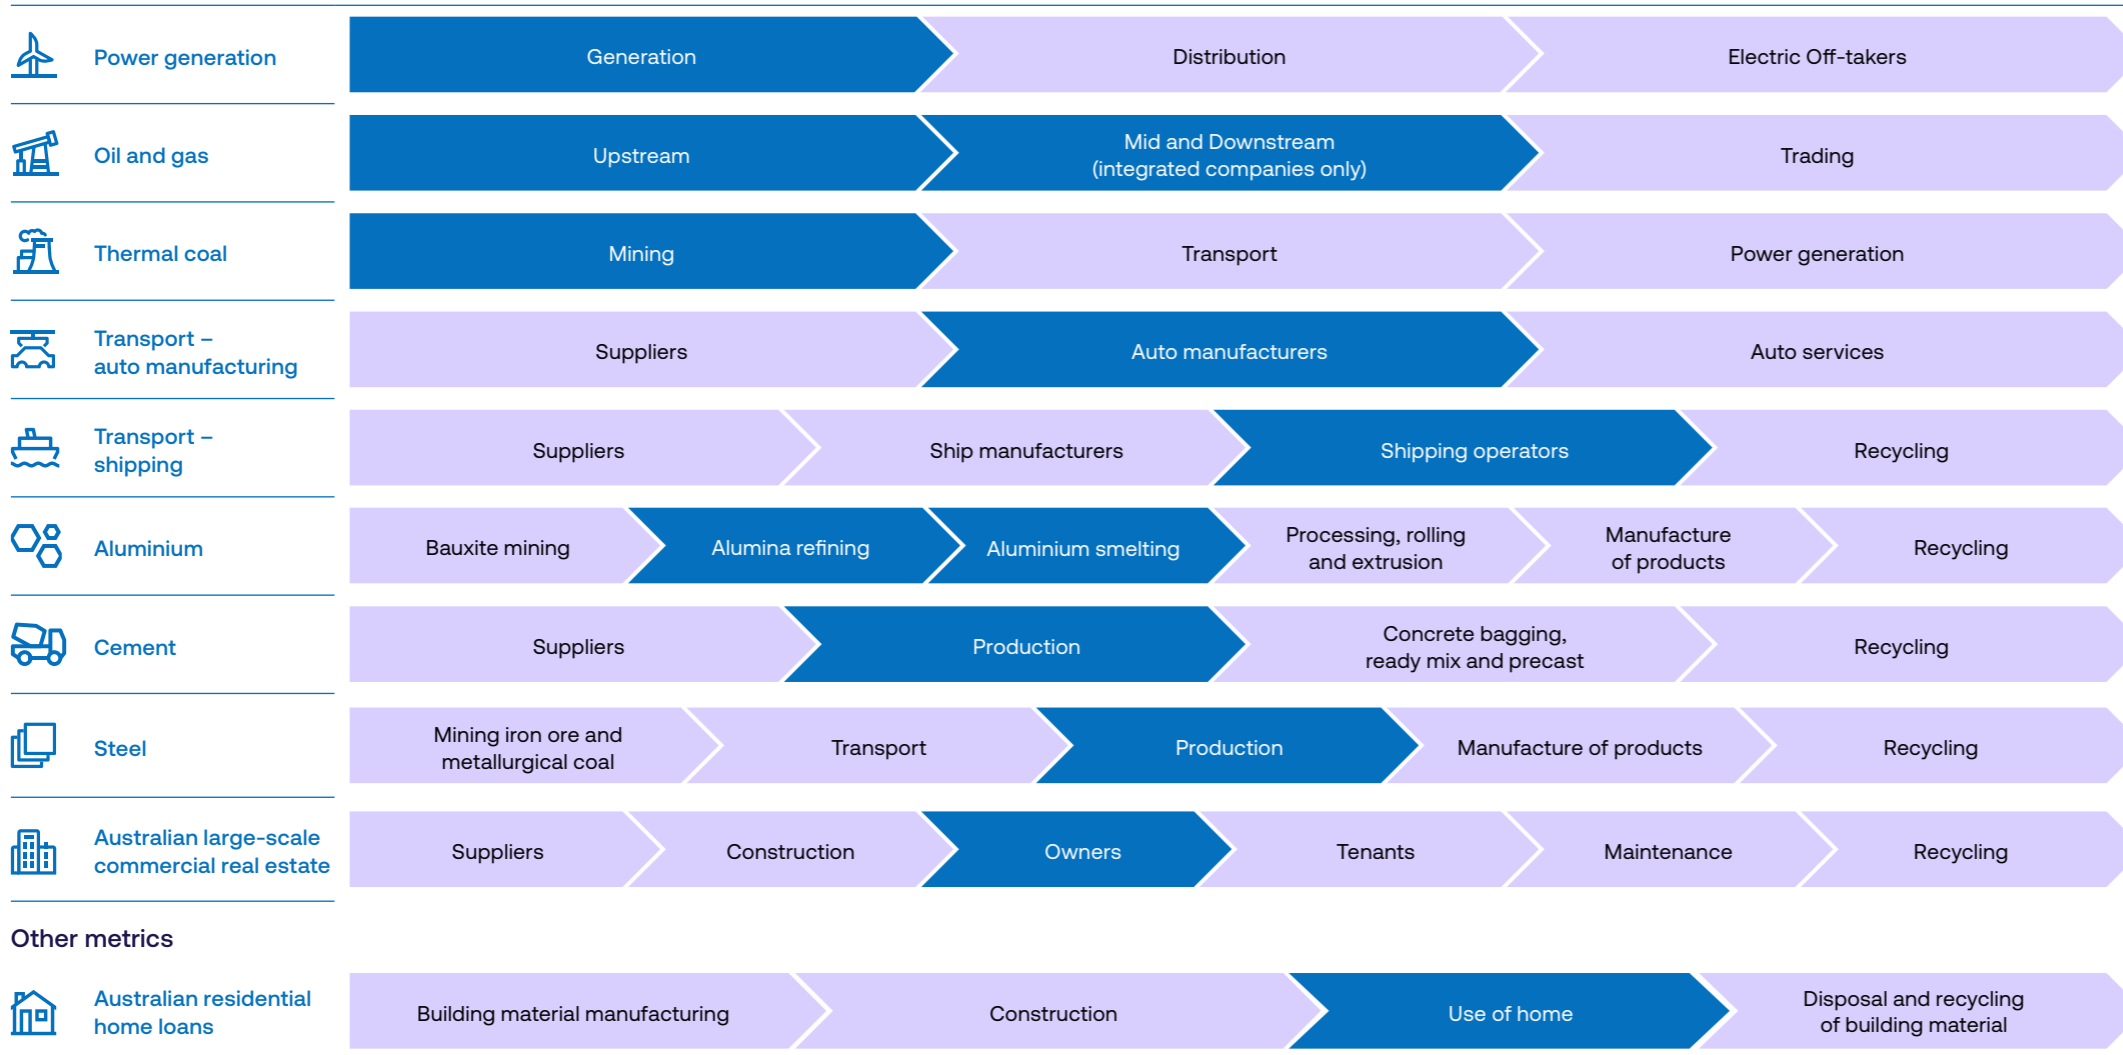 Power generation
Generation
Distribution
Electric Off-takers
Oil and gas
Upstream
Mid and Downstream
(integrated companies only)
Trading
Thermal coal
Mining
Transport
Power generation
Transport –
auto manufacturing
Suppliers
Auto manufacturers
Auto services
Transport –
shipping
Suppliers
Ship manufacturers
Shipping operators
Recycling
Aluminium
Bauxite mining
Alumina refining
Aluminium smelting
Processing, rolling
and extrusion
Manufacture
of products
Recycling
Cement
Suppliers
Production
Concrete bagging,
ready mix and precast
Recycling
Steel
Mining iron ore and
metallurgical coal
Transport
Production
Manufacture of products
Recycling
Australian large-scale
commercial real estate
Suppliers
Construction
Owners
Tenants
Maintenance
Recycling
Other metrics
Australian residential
home loans
Building material manufacturing
Construction
Use of home
Disposal and recycling
of building material